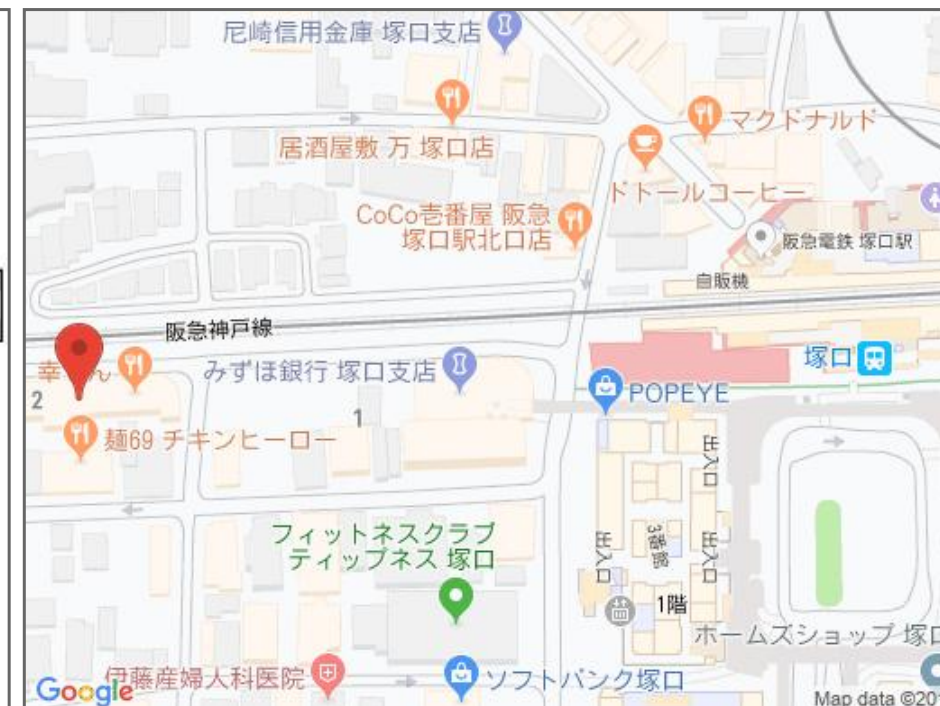 尼崎信用金庫 塚口支店
マクドナルド
居酒屋敷 万 塚口店
ドトールコーヒー
CoCo壱番屋 阪急
塚口駅北口店
阪急電鉄 塚口駅
自販機
阪急神戸線
塚口
みずほ銀行 塚口支店
POPEYE
2
1
麺69 チキンヒーロー
出入口
フィットネスクラブ
ティップネス 塚口
出入口
3番館
出入口
1階
ホームズショップ 塚口
伊藤産婦人科医院
ソフトバンク塚口
Google
Map data ©201